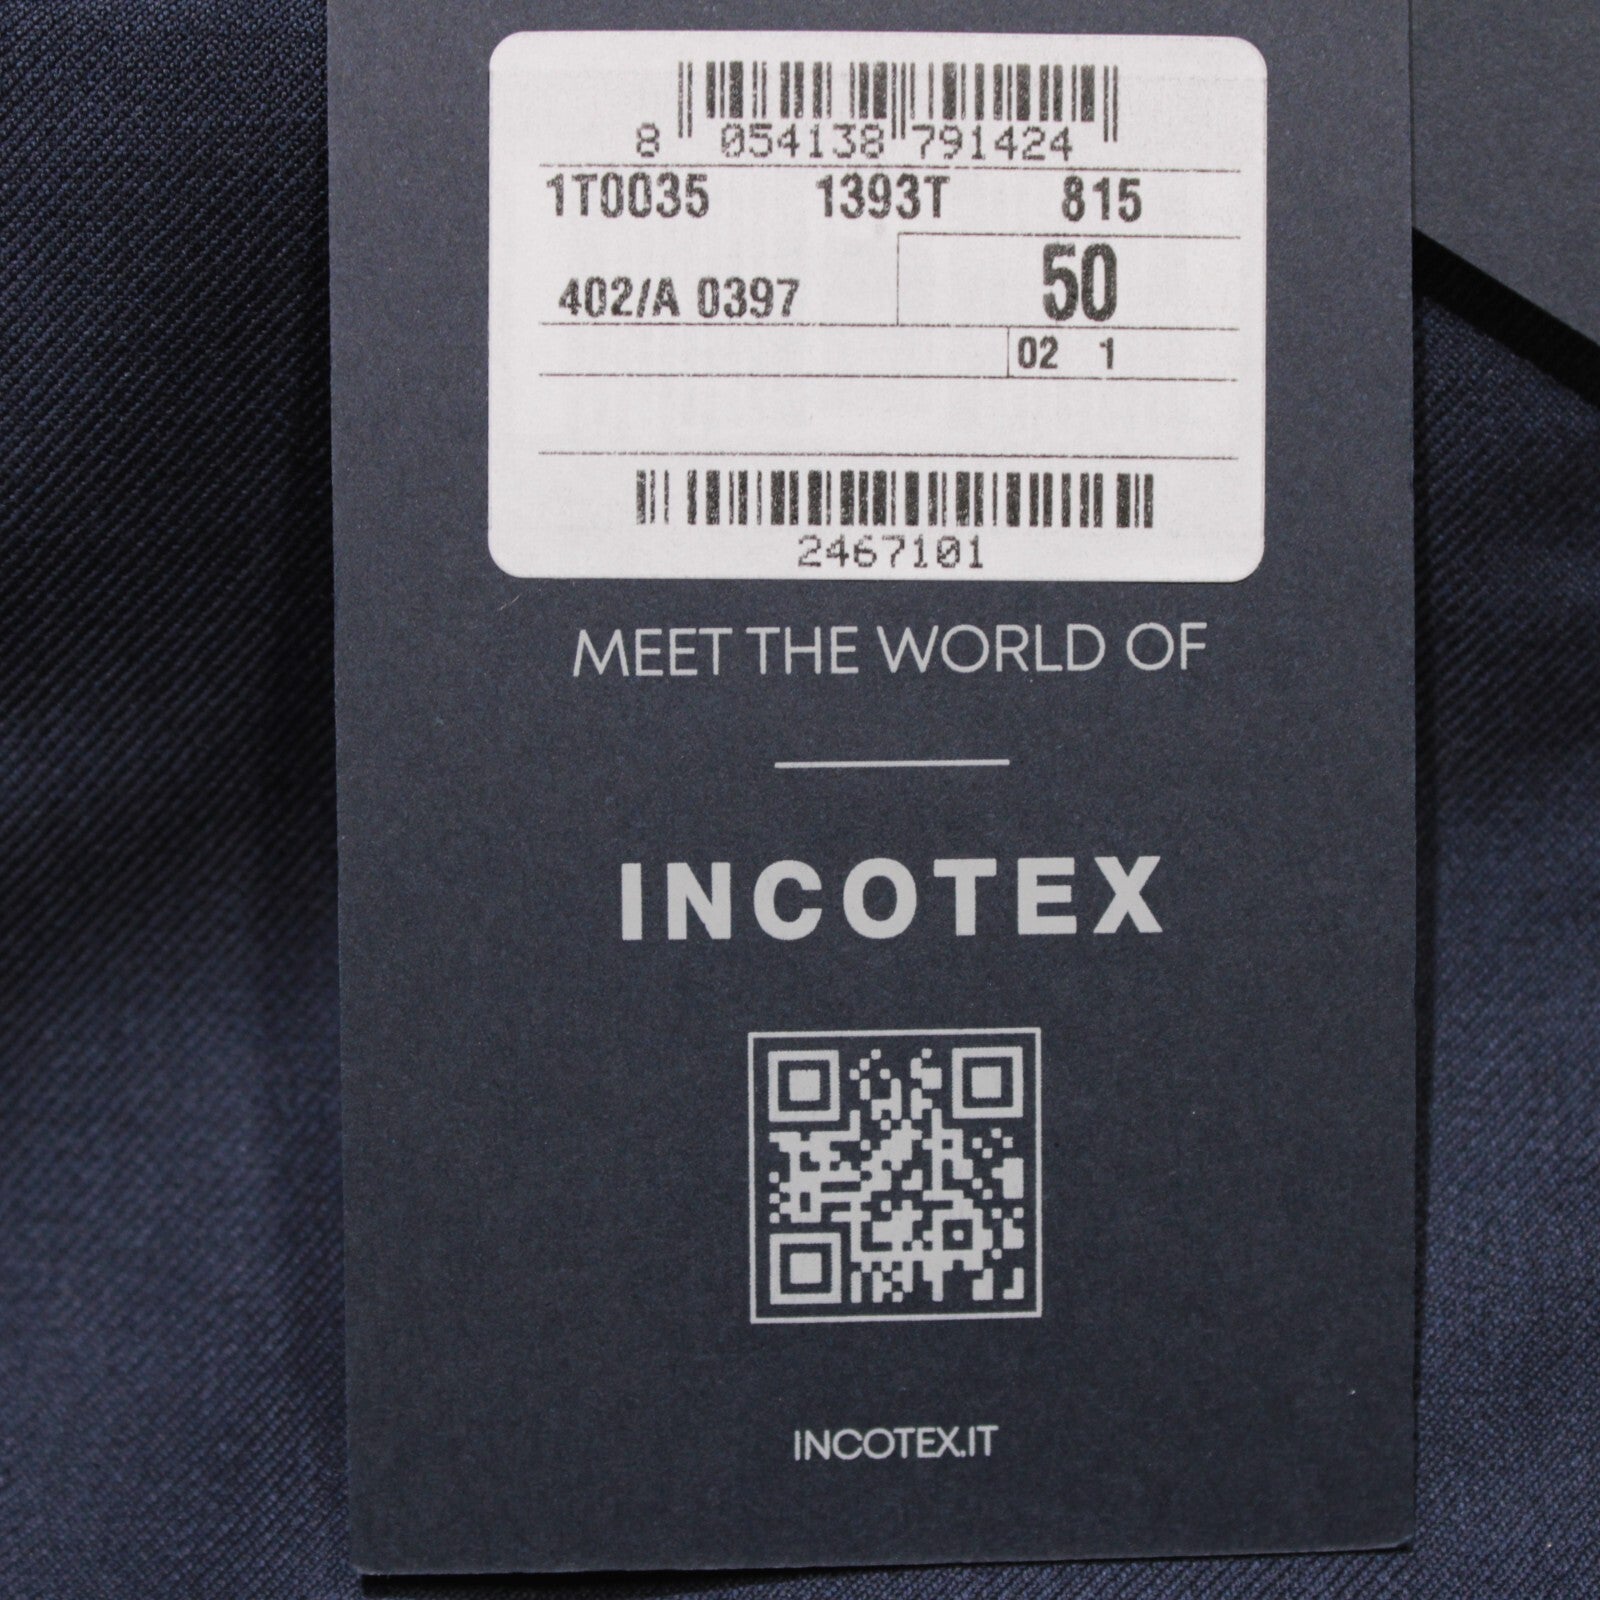 8 054138 791424
1T0035 1393T 815
402/A 0397 50
02 1
2467101
MEET THE WORLD OF
INCOTEX
INCOTEX.IT